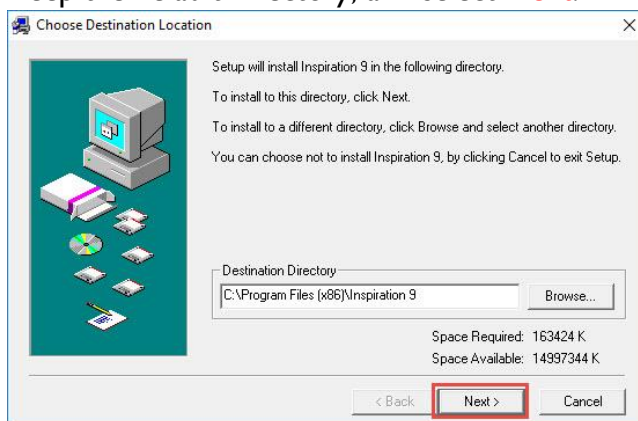 Choose Destination Location
Setup will install Inspiration 9 in the following directory.
To install to this directory, click Next.
To install to a different directory, click Browse and select another directory.
You can choose not to install Inspiration 9, by clicking Cancel to exit Setup.
Destination Directory
C:\Program Files (x86)\Inspiration 9
Browse...
Space Required: 163424 K
Space Available: 14997344 K
< Back
Next >
Cancel